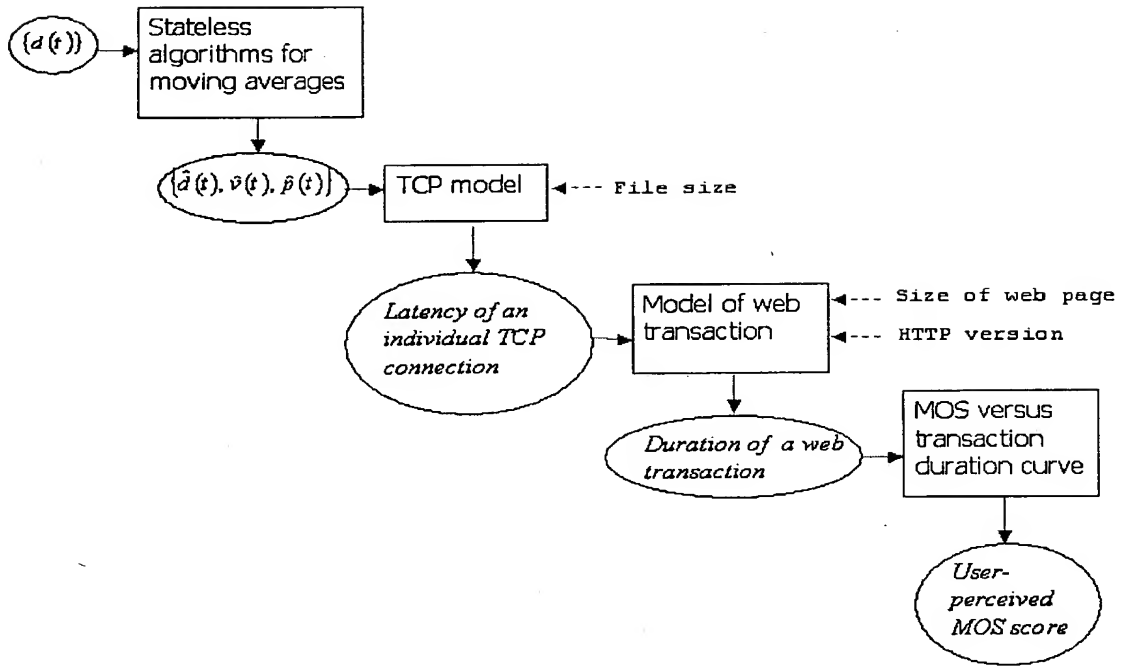 {d(t)}
Stateless
algorithms for
moving averages
{d̂(t), v̂(t), p̂(t)}
TCP model
File size
Latency of an
individual TCP
connection
Model of web
transaction
Size of web page
HTTP version
Duration of a web
transaction
MOS versus
transaction
duration curve
User-
perceived
MOS score